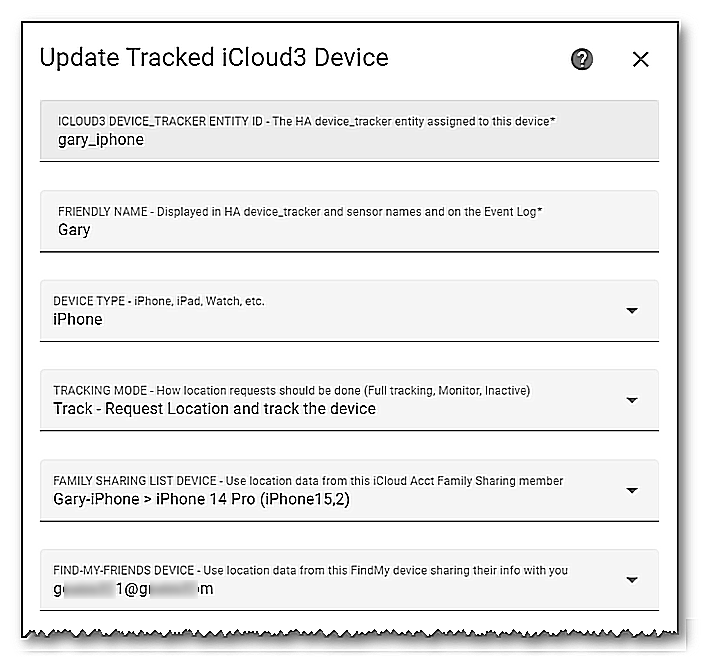 Update Tracked iCloud3 Device
ICLOUD3 DEVICE_TRACKER ENTITY ID - The HA device_tracker entity assigned to this device*
gary_iphone
FRIENDLY NAME - Displayed in HA device_tracker and sensor names and on the Event Log*
Gary
DEVICE TYPE - iPhone, iPad, Watch, etc.
iPhone
TRACKING MODE - How location requests should be done (Full tracking, Monitor, Inactive)
Track - Request Location and track the device
FAMILY SHARING LIST DEVICE - Use location data from this iCloud Acct Family Sharing member
Gary-iPhone > iPhone 14 Pro (iPhone15,2)
FIND-MY-FRIENDS DEVICE - Use location data from this FindMy device sharing their info with you